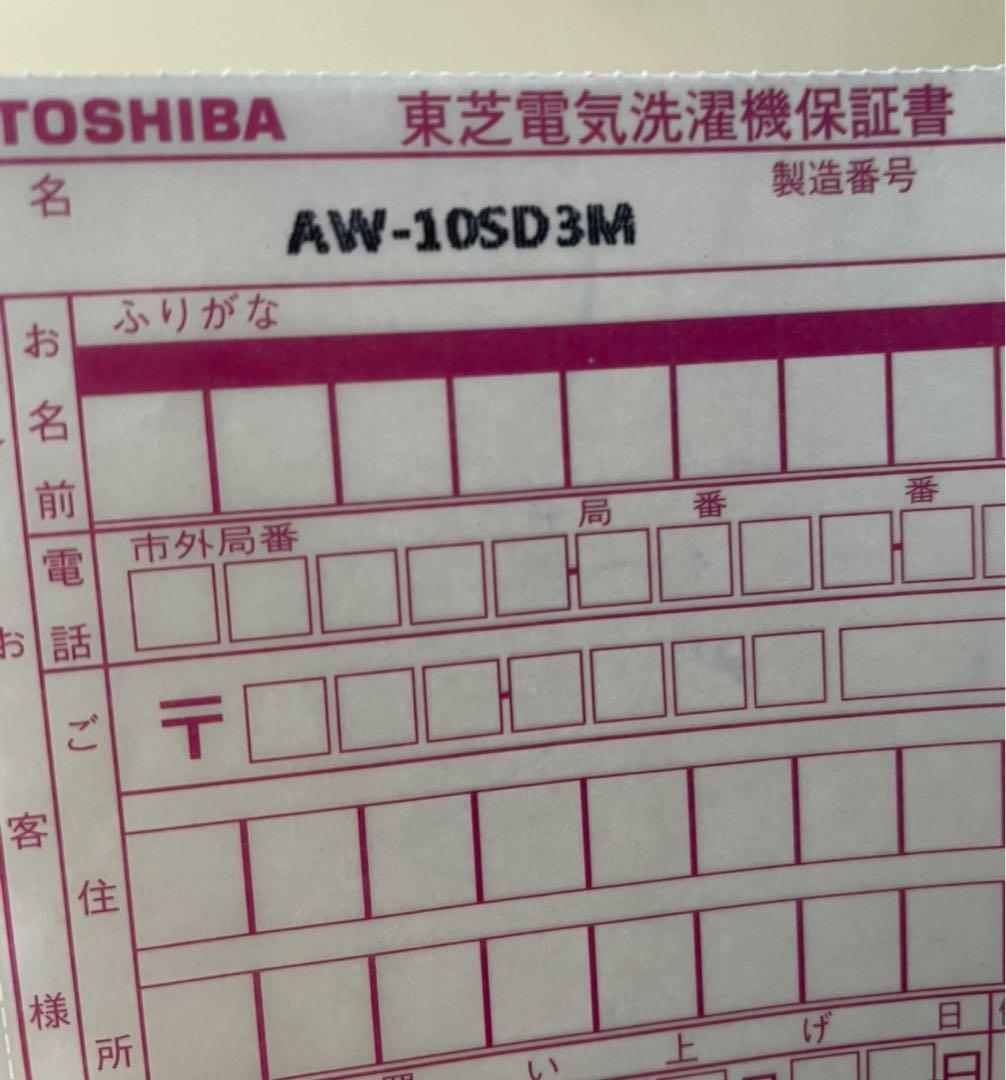 TOSHIBA 東芝電気洗濯機保証書
名 製造番号
AW-10SD3M
ふりがな
お名前
市外局番 局 番 番
電話
〒
ご住所
お客様
い上げ日